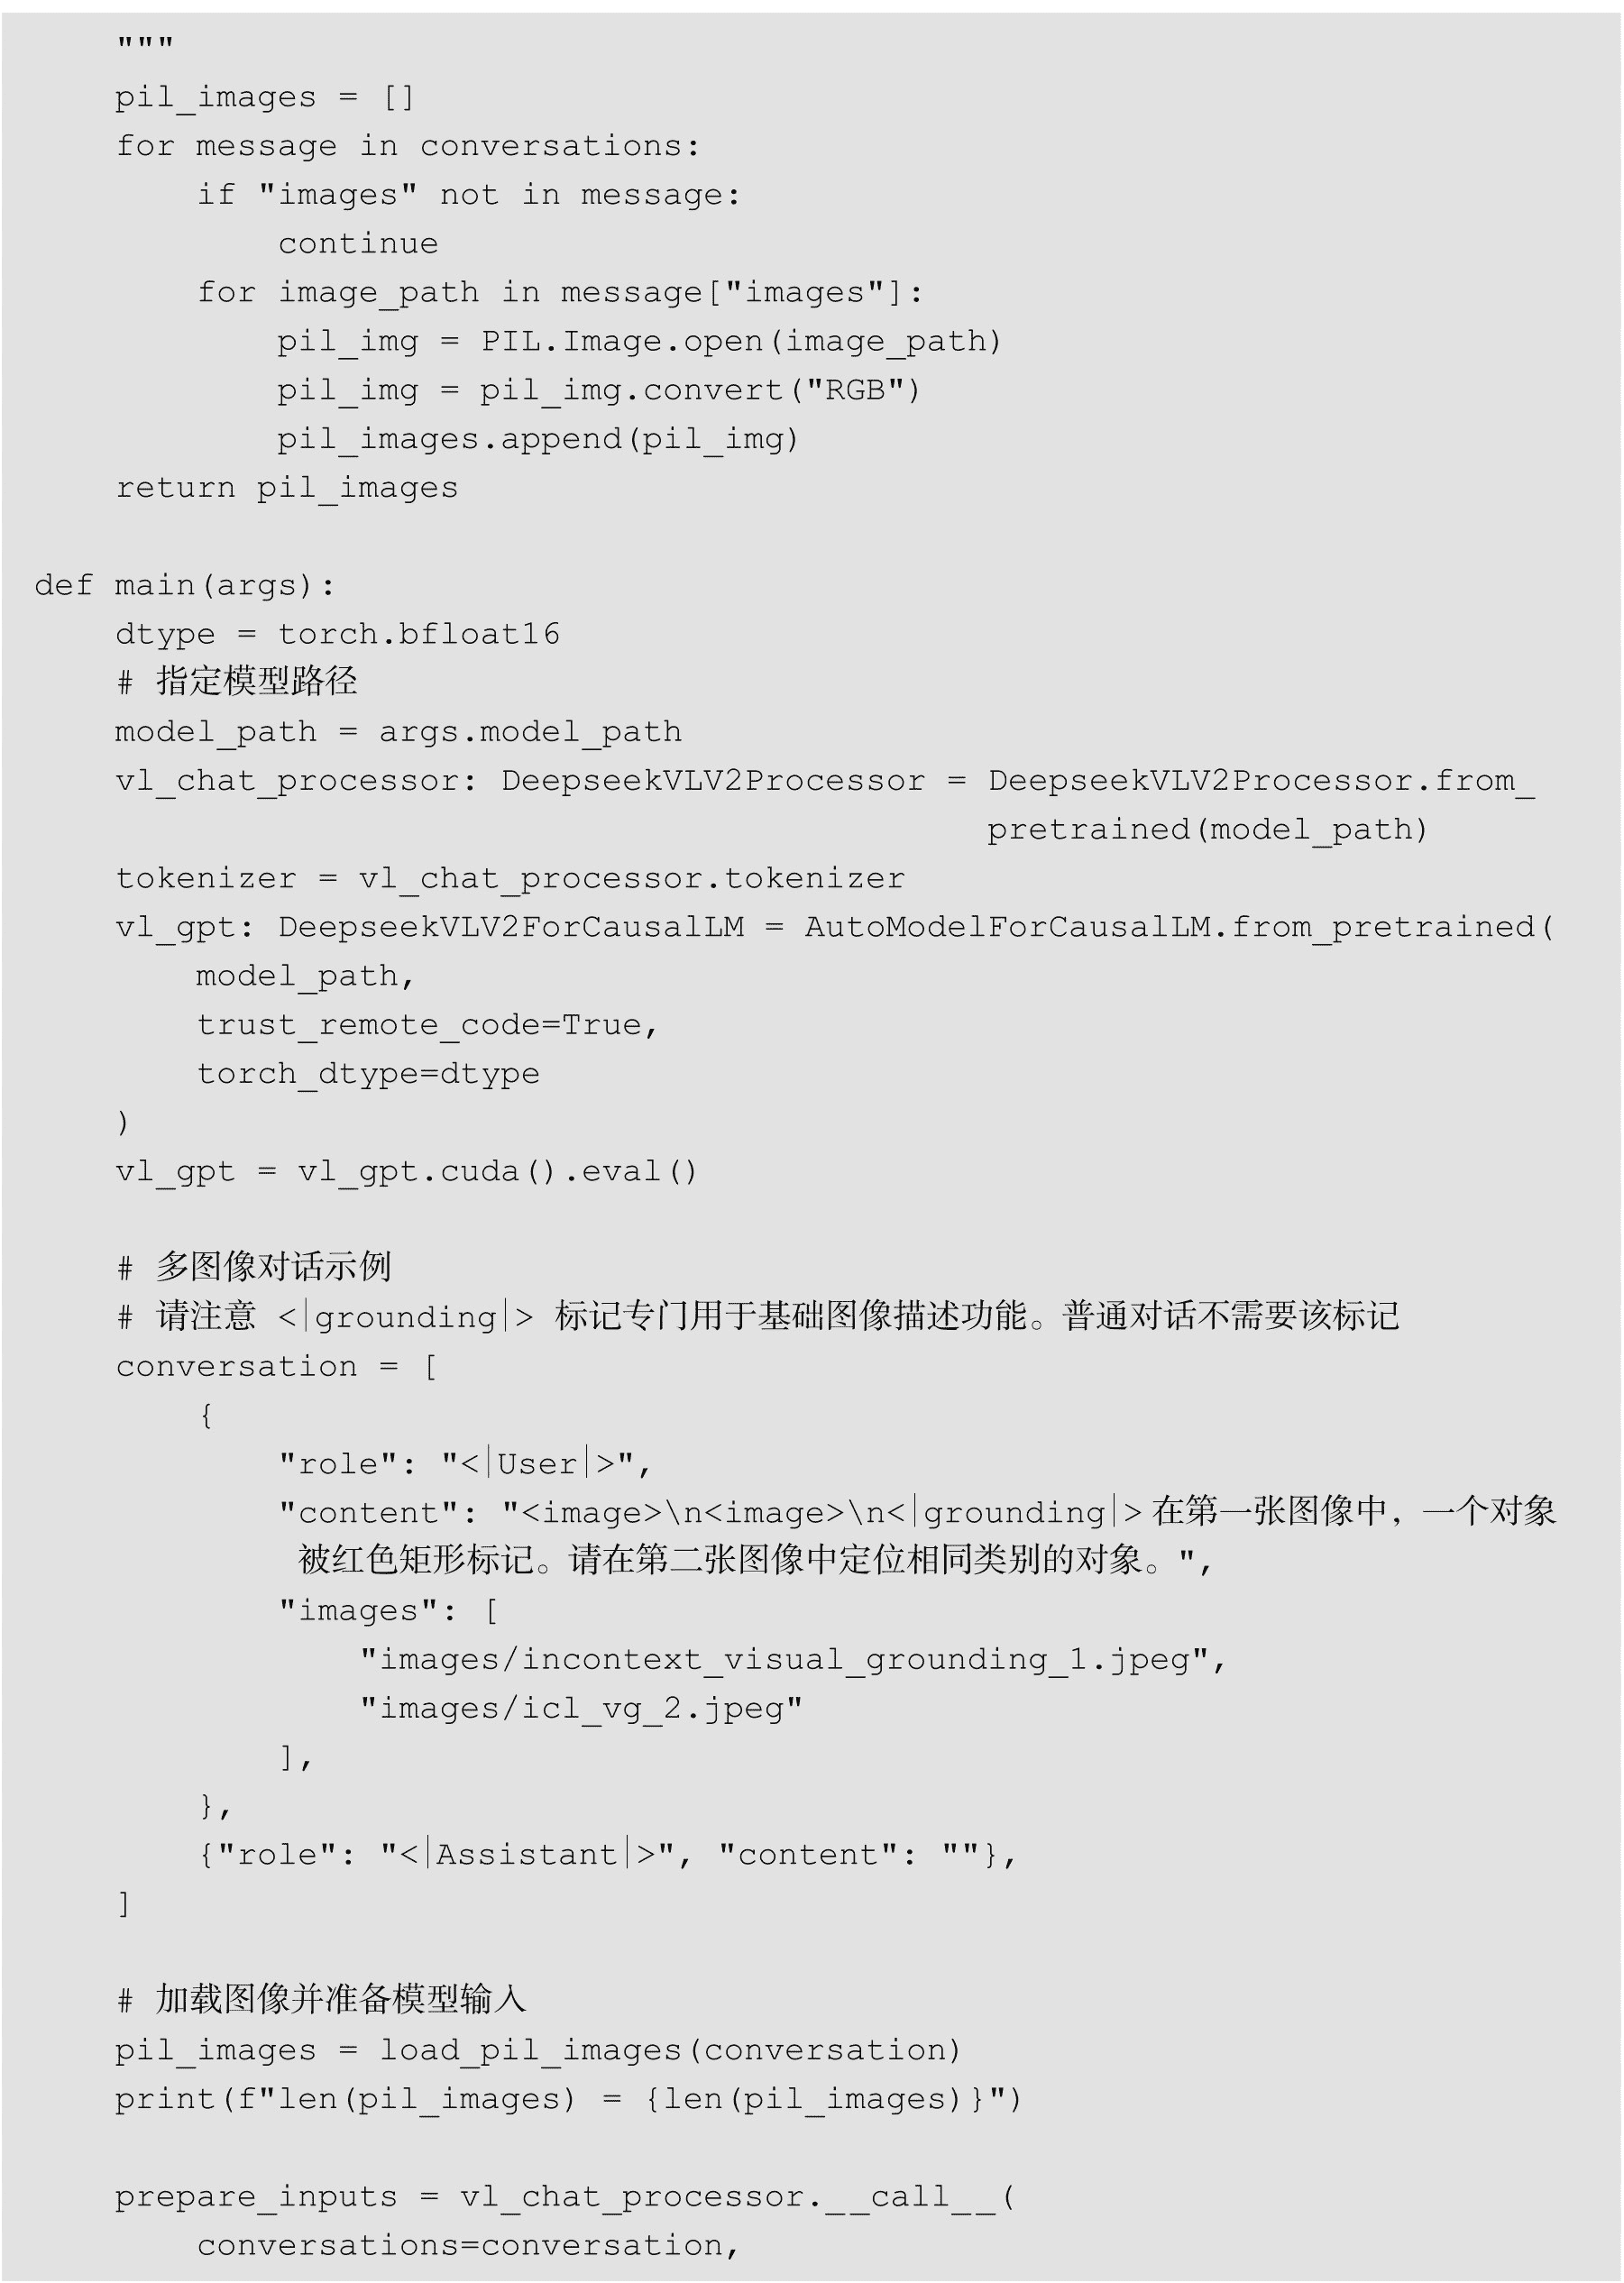 """
    pil_images = []
    for message in conversations:
        if "images" not in message:
            continue
        for image_path in message["images"]:
            pil_img = PIL.Image.open(image_path)
            pil_img = pil_img.convert("RGB")
            pil_images.append(pil_img)
    return pil_images

def main(args):
    dtype = torch.bfloat16
    # 指定模型路径
    model_path = args.model_path
    vl_chat_processor: DeepseekVLV2Processor = DeepseekVLV2Processor.from_
                                               pretrained(model_path)
    tokenizer = vl_chat_processor.tokenizer
    vl_gpt: DeepseekVLV2ForCausalLM = AutoModelForCausalLM.from_pretrained(
        model_path,
        trust_remote_code=True,
        torch_dtype=dtype
    )
    vl_gpt = vl_gpt.cuda().eval()

    # 多图像对话示例
    # 请注意 <|grounding|> 标记专门用于基础图像描述功能。普通对话不需要该标记
    conversation = [
        {
            "role": "<|User|>",
            "content": "<image>\n<image>\n<|grounding|>在第一张图像中，一个对象
             被红色矩形标记。请在第二张图像中定位相同类别的对象。",
            "images": [
                "images/incontext_visual_grounding_1.jpeg",
                "images/icl_vg_2.jpeg"
            ],
        },
        {"role": "<|Assistant|>", "content": ""},
    ]

    # 加载图像并准备模型输入
    pil_images = load_pil_images(conversation)
    print(f"len(pil_images) = {len(pil_images)}")

    prepare_inputs = vl_chat_processor.__call__(
        conversations=conversation,